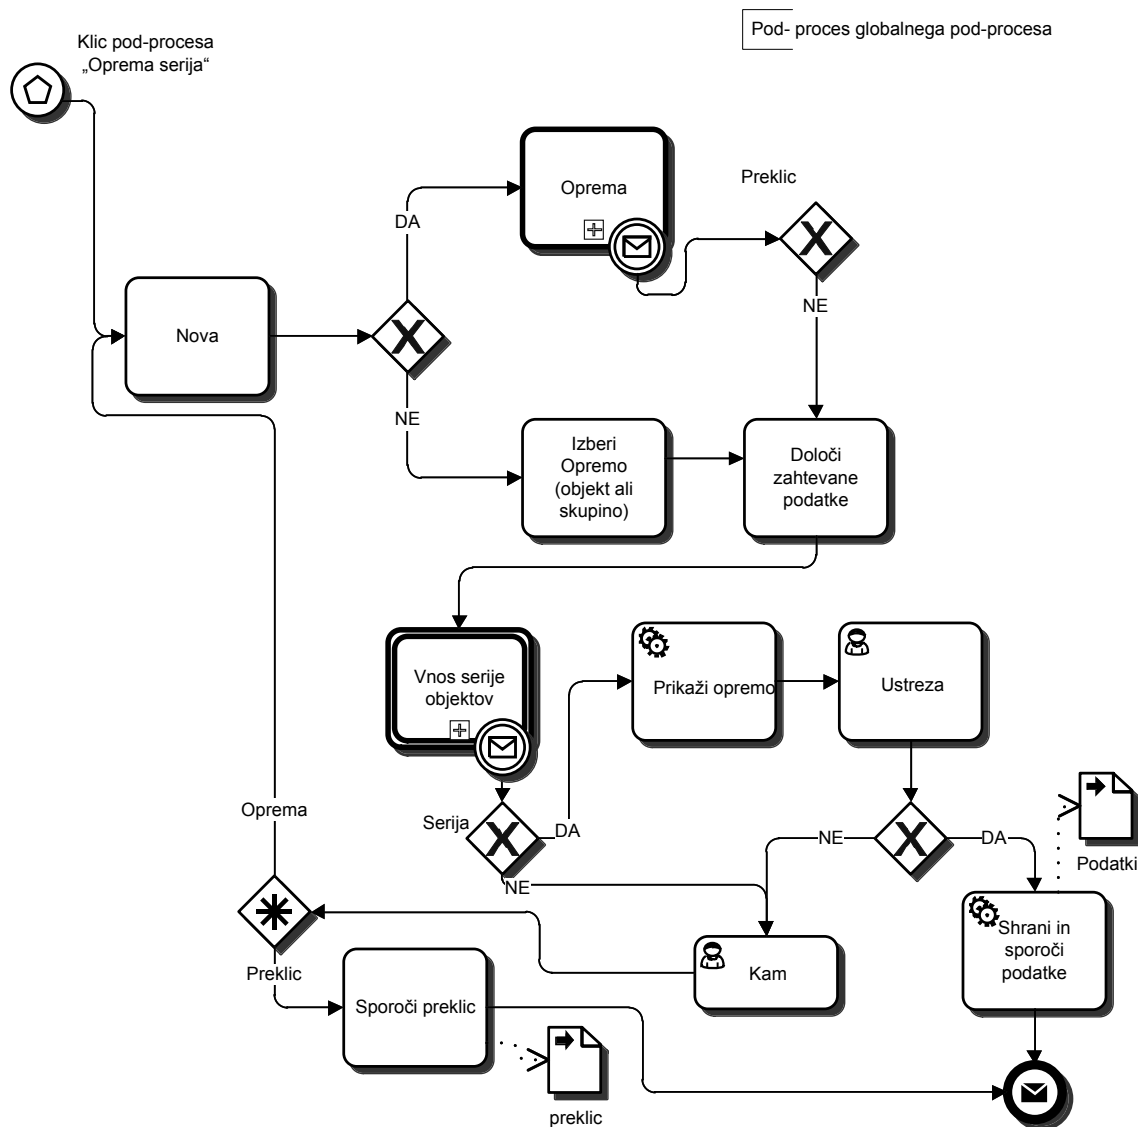 Klic pod-procesa
„Oprema serija“
Pod- proces globalnega pod-procesa
Oprema
Preklic
DA
NE
Nova
NE
Izberi
Opremo
(objekt ali
skupino)
Določi
zahtevane
podatke
Vnos serije
objektov
Prikaži opremo
Ustreza
Oprema
Serija
DA
NE
DA
Podatki
NE
Preklic
Kam
Shrani in
sporoči
podatke
Sporoči preklic
preklic